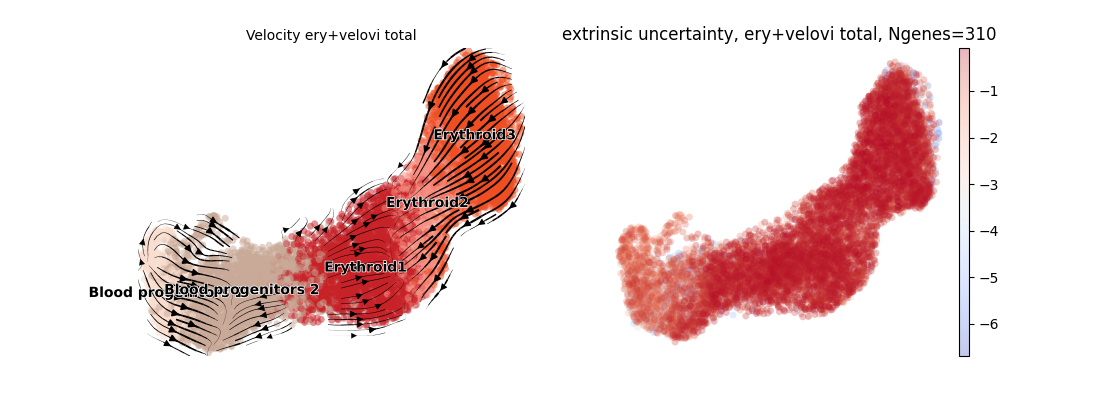 Velocity ery+velovi total
extrinsic uncertainty, ery+velovi total, Ngenes=310
Erythroid3
Erythroid2
Erythroid1
Blood progenitors 2
−1
−2
−3
−4
−5
−6